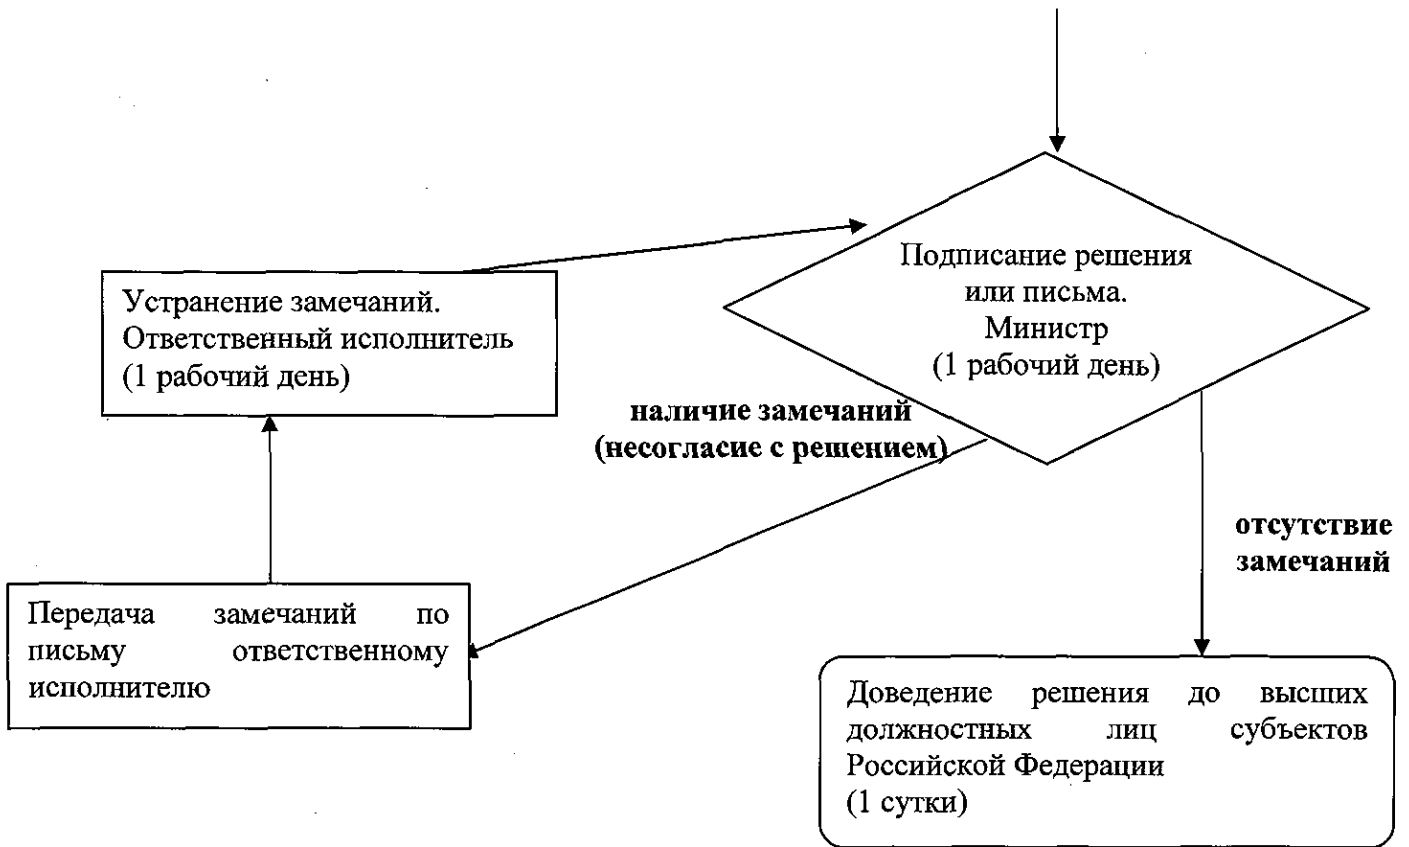 Подписание решения
или письма.
Министр
(1 рабочий день)
Устранение замечаний.
Ответственный исполнитель
(1 рабочий день)
наличие замечаний
(несогласие с решением)
отсутствие
замечаний
Передача замечаний по
письму ответственному
исполнителю
Доведение решения до высших
должностных лиц субъектов
Российской Федерации
(1 сутки)